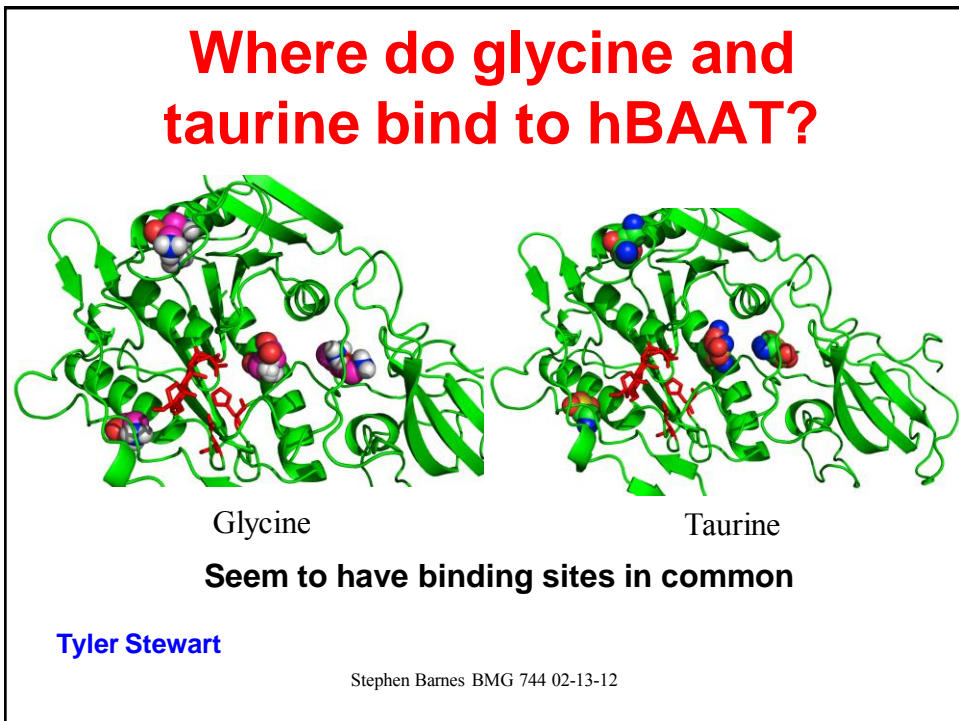 Where do glycine and
taurine bind to hBAAT?
Glycine
Taurine
Seem to have binding sites in common
Tyler Stewart
Stephen Barnes BMG 744 02-13-12